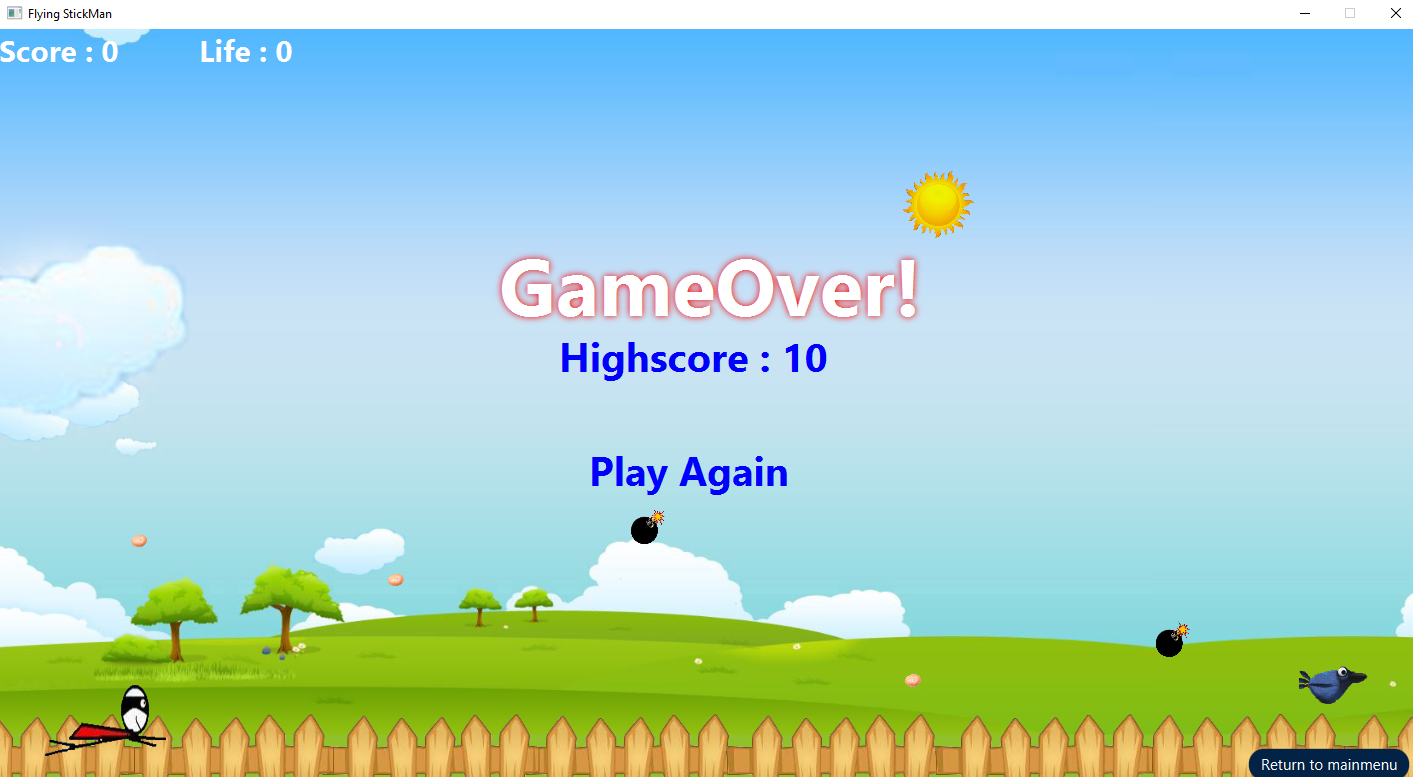 Flying StickMan
Score : 0 Life : 0
GameOver!
Highscore : 10
Play Again
Return to mainmenu